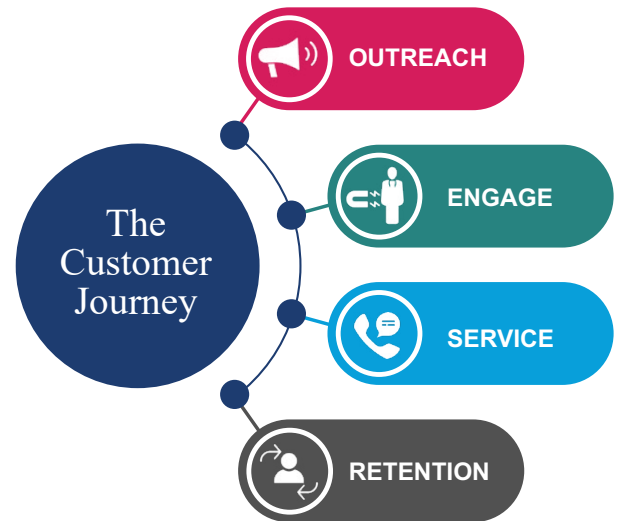 OUTREACH
ENGAGE
The
Customer
Journey
SERVICE
RETENTION